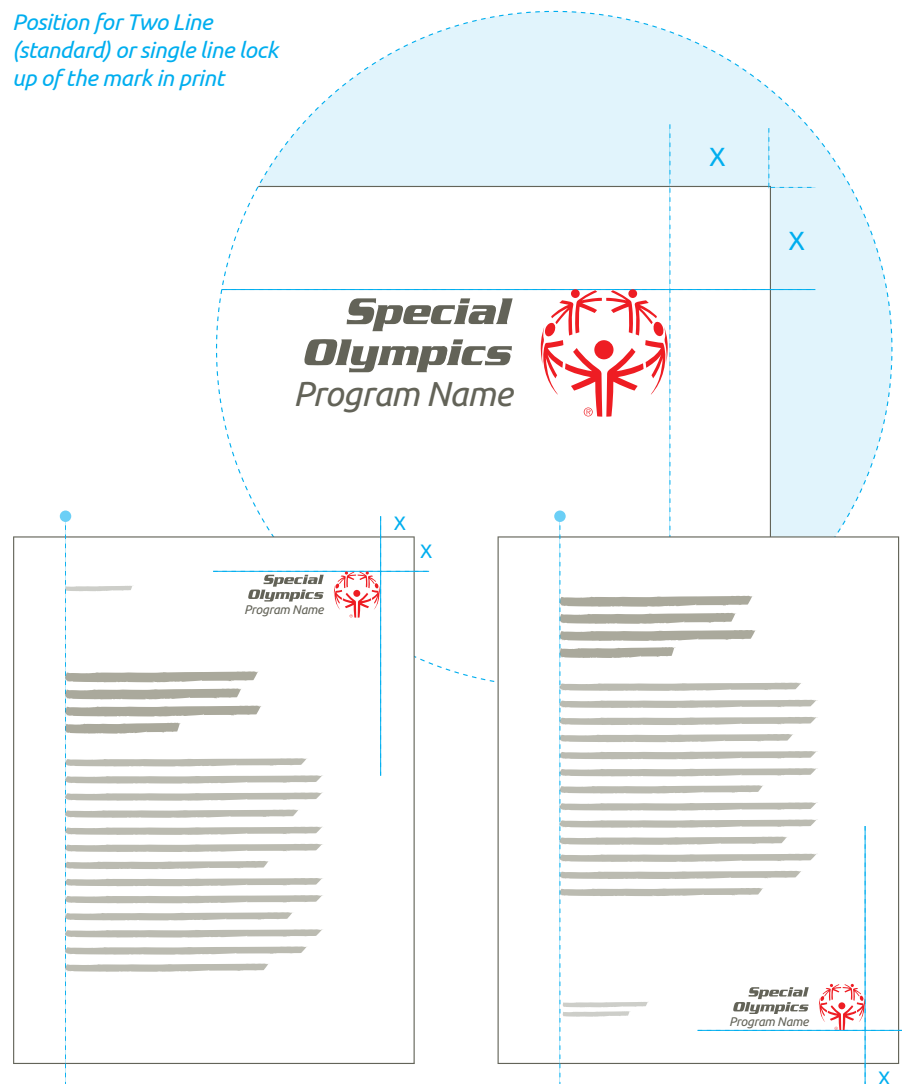 Position for Two Line
(standard) or single line lock
up of the mark in print
X
X
Special
Olympics
Program Name
®
X
X
Special
Olympics
Program Name
®
Special
Olympics
Program Name
X